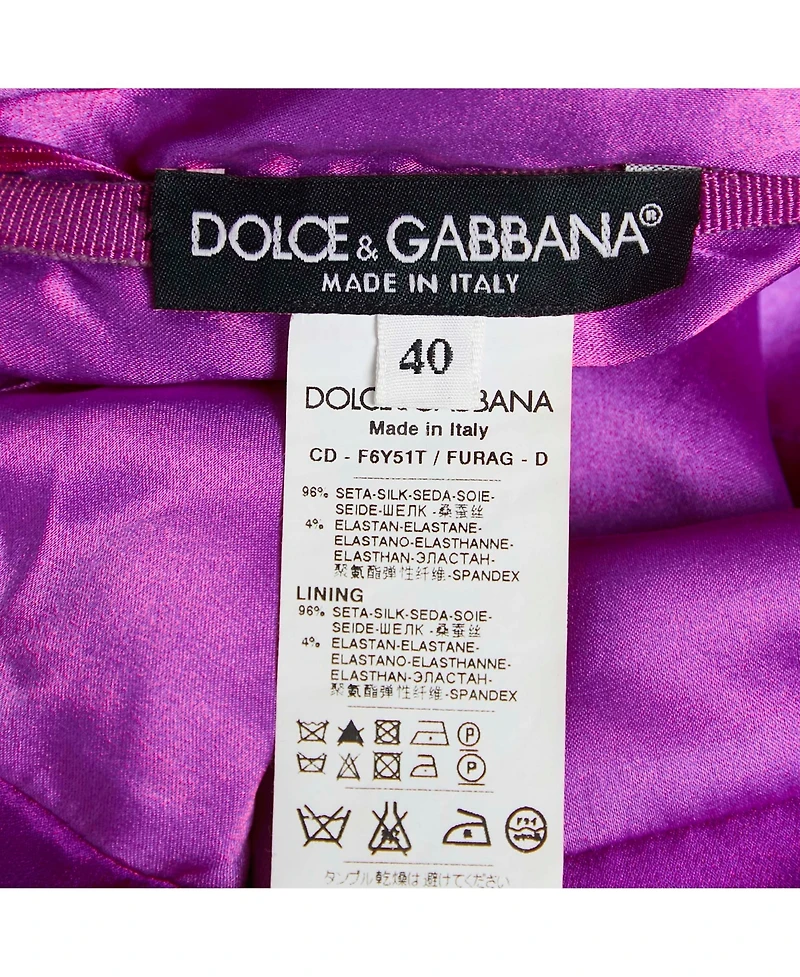 DOLCE & GABBANA®
MADE IN ITALY
40
DOLCE & GABBANA
Made in Italy
CD - F6Y51T / FURAG - D
96% SETA-SILK-SEDA-SOIE-
SEIDE-ШЕЛК -桑蚕丝
4% ELASTAN-ELASTANE-
ELASTANO-ELASTHANNE-
ELASTHAN-ЭЛАСТАН-
聚氨酯弹性纤维-SPANDEX
LINING
96% SETA-SILK-SEDA-SOIE-
SEIDE-ШЕЛК -桑蚕丝
4% ELASTAN-ELASTANE-
ELASTANO-ELASTHANNE-
ELASTHAN-ЭЛАСТАН-
聚氨酯弹性纤维-SPANDEX
P
P
ドライ
タンブル乾燥は避けてください